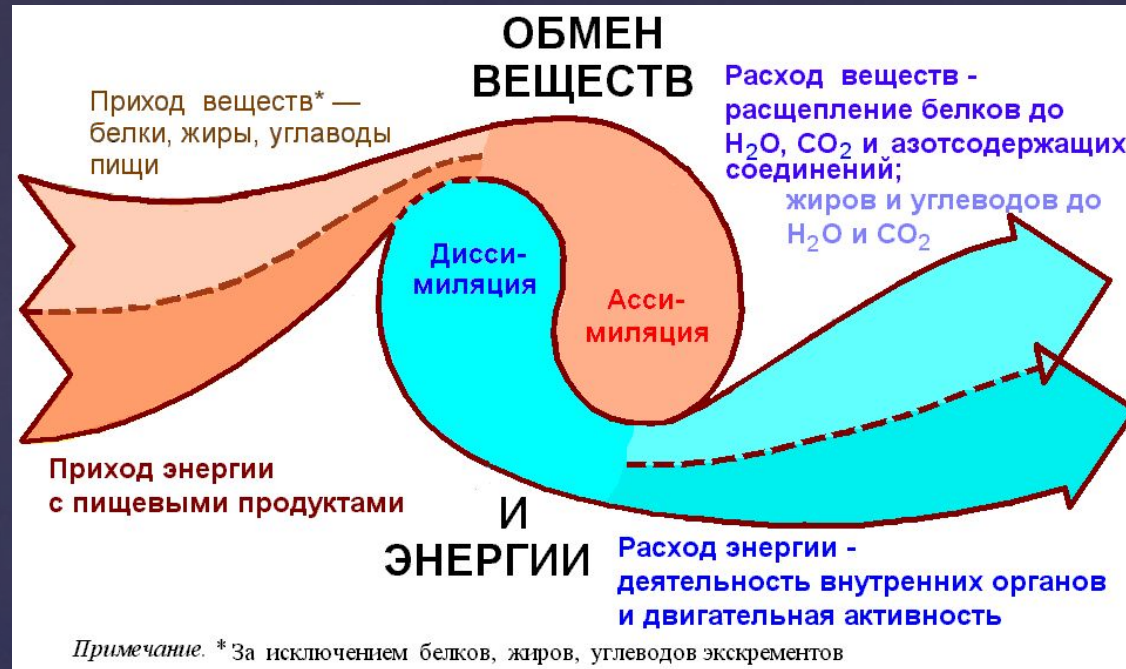 ОБМЕН
ВЕЩЕСТВ
Приход веществ* —
белки, жиры, углаводы
пищи
Расход веществ -
расщепление белков до
H₂O, CO₂ и азотсодержащих
соединений;
жиров и углеводов до
H₂O и CO₂
Дисси-
миляция
Асси-
миляция
Приход энергии
с пищевыми продуктами
И
ЭНЕРГИИ
Расход энергии -
деятельность внутренних органов
и двигательная активность
Примечание. * За исключением белков, жиров, углеводов экскрементов